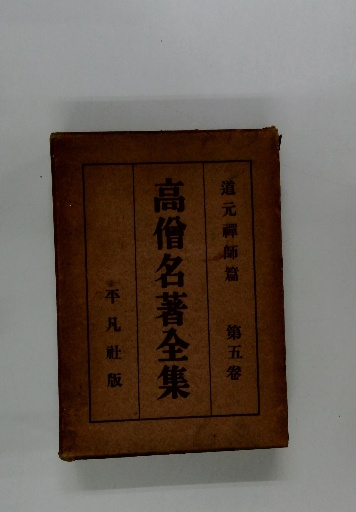 道元禪師篇 第五卷
高僧名著全集
平凡社版